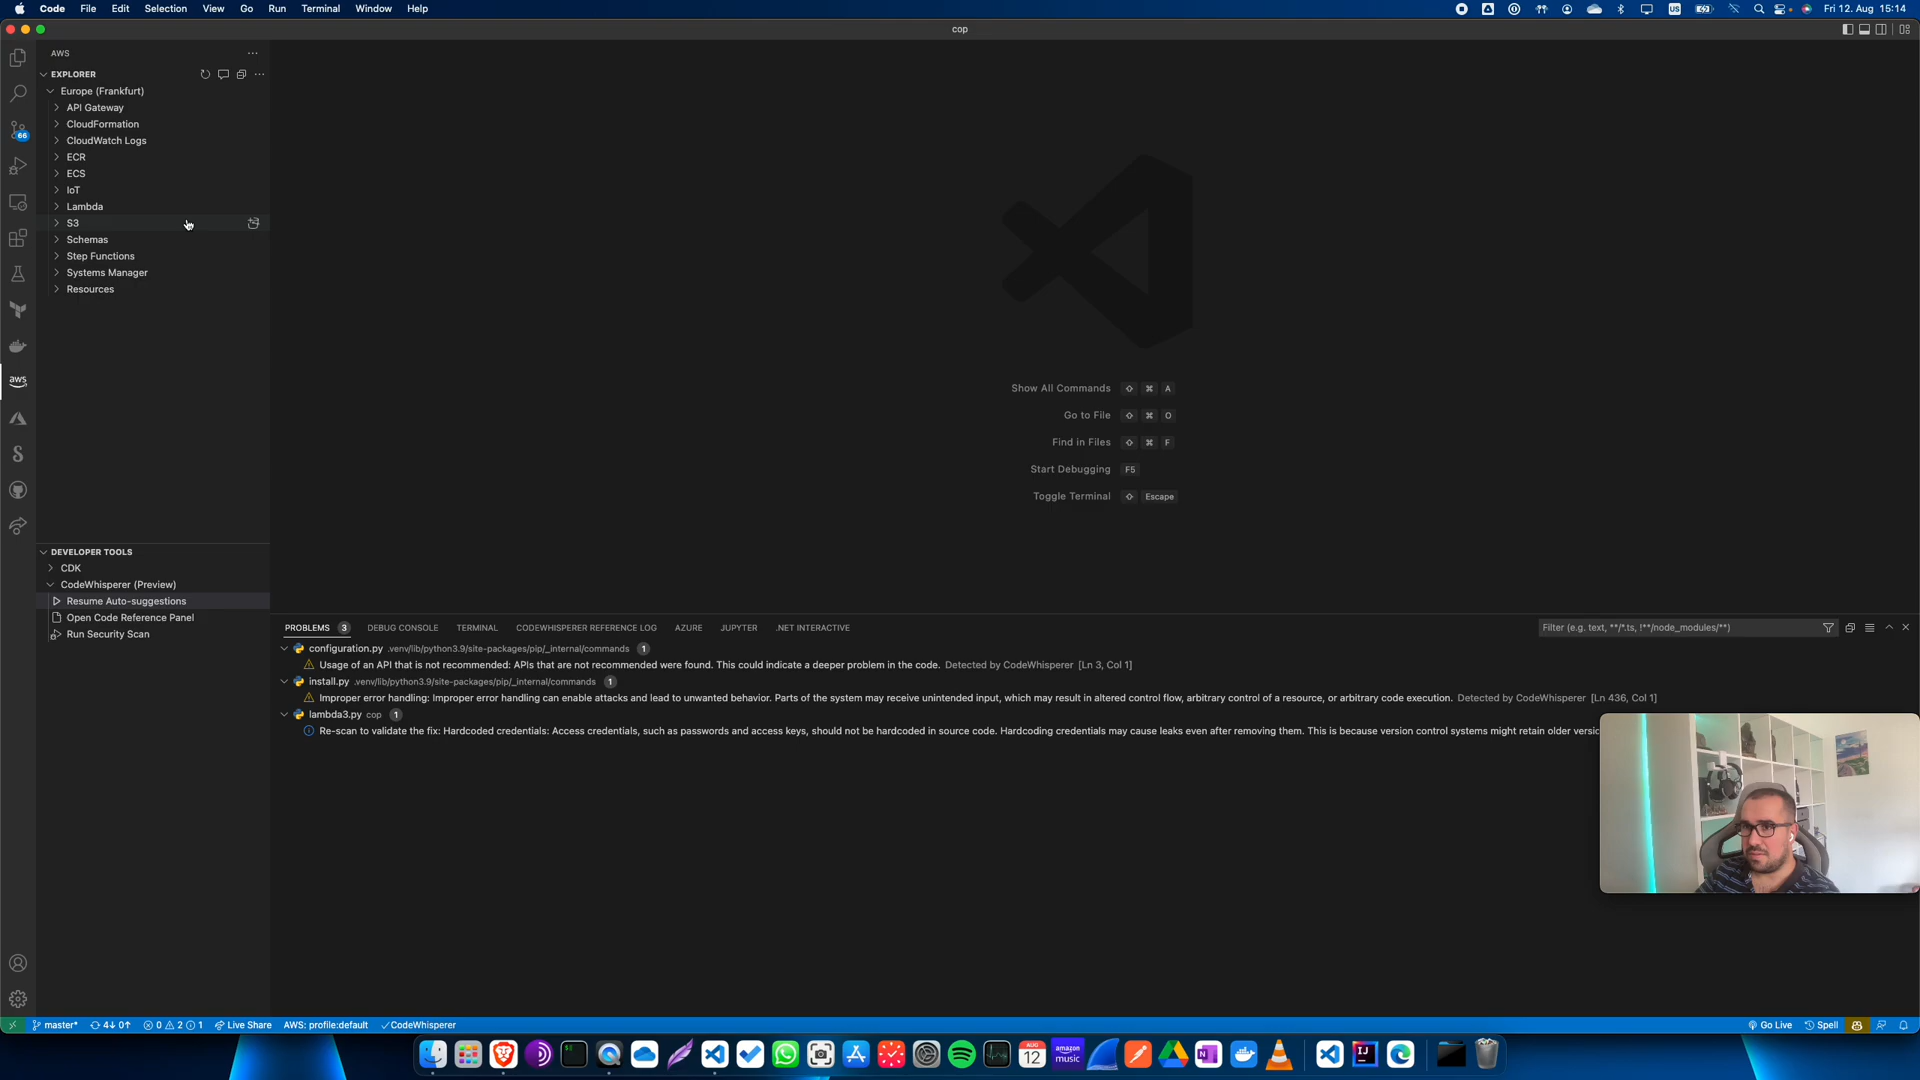 Code File Edit Selection View Go Run Terminal Window Help
US
Fri 12. Aug 15:14
cop
AWS
EXPLORER
Europe (Frankfurt)
API Gateway
CloudFormation
CloudWatch Logs
ECR
ECS
IoT
Lambda
S3
Schemas
Step Functions
Systems Manager
Resources
66
aws
Show All Commands ⇧ ⌘ A
Go to File ⇧ ⌘ O
Find in Files ⇧ ⌘ F
Start Debugging F5
Toggle Terminal ⇧ Escape
DEVELOPER TOOLS
CDK
CodeWhisperer (Preview)
Resume Auto-suggestions
Open Code Reference Panel
Run Security Scan
PROBLEMS 3 DEBUG CONSOLE TERMINAL CODEWHISPERER REFERENCE LOG AZURE JUPYTER .NET INTERACTIVE
Filter (e.g. text, **/*.ts, !**/node_modules/**)
configuration.py .venv/lib/python3.9/site-packages/pip/_internal/commands 1
Usage of an API that is not recommended: APIs that are not recommended were found. This could indicate a deeper problem in the code. Detected by CodeWhisperer [Ln 3, Col 1]
install.py .venv/lib/python3.9/site-packages/pip/_internal/commands 1
Improper error handling: Improper error handling can enable attacks and lead to unwanted behavior. Parts of the system may receive unintended input, which may result in altered control flow, arbitrary control of a resource, or arbitrary code execution. Detected by CodeWhisperer [Ln 436, Col 1]
lambda3.py cop 1
Re-scan to validate the fix: Hardcoded credentials: Access credentials, such as passwords and access keys, should not be hardcoded in source code. Hardcoding credentials may cause leaks even after removing them. This is because version control systems might retain older versic
master* 4↓ 0↑ 0 2 1 Live Share AWS: profile:default CodeWhisperer
Go Live Spell
AUG
12
amazon
music